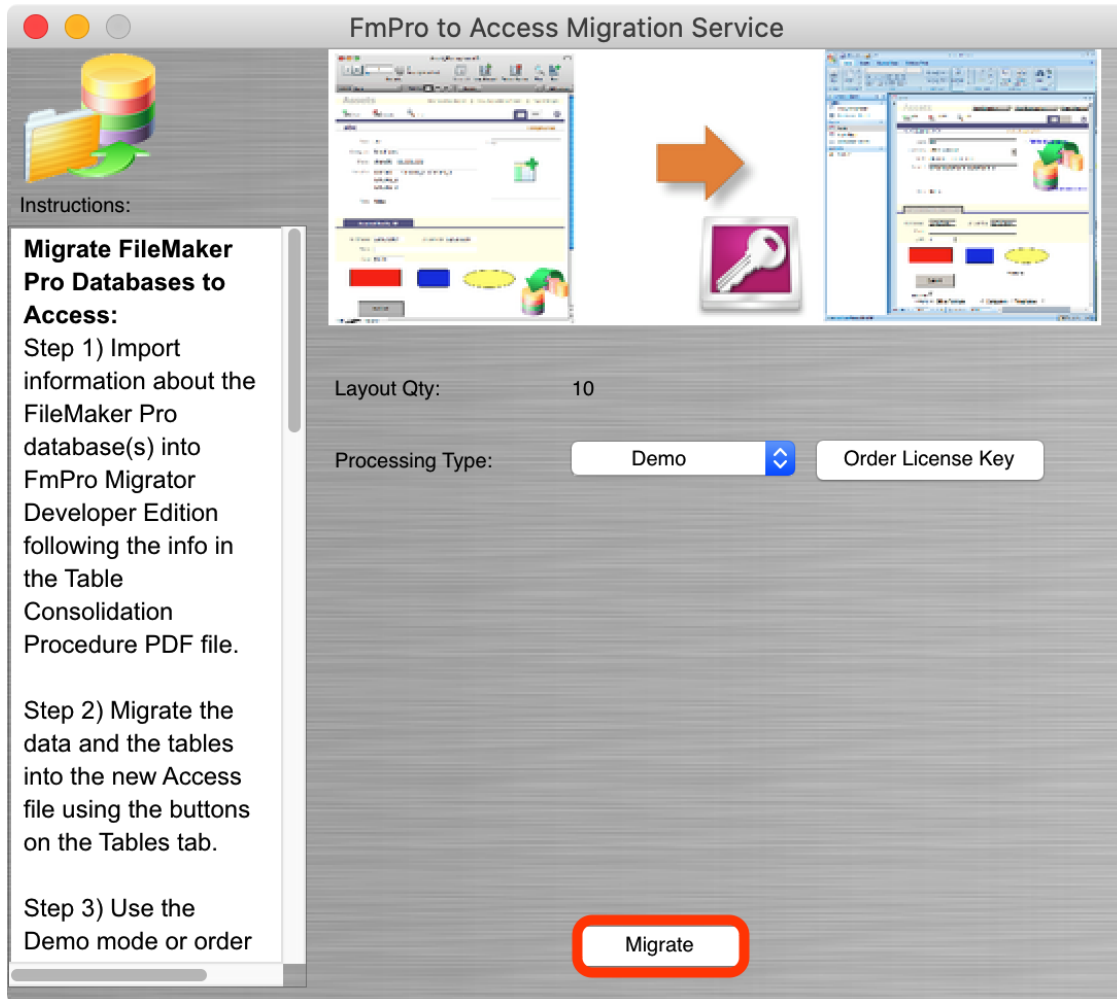 FmPro to Access Migration Service
Assets
Assets
Instructions:
Migrate FileMaker
Pro Databases to
Access:
Step 1) Import
information about the
FileMaker Pro
database(s) into
FmPro Migrator
Developer Edition
following the info in
the Table
Consolidation
Procedure PDF file.
Step 2) Migrate the
data and the tables
into the new Access
file using the buttons
on the Tables tab.
Step 3) Use the
Demo mode or order
Layout Qty:
10
Processing Type:
Demo
Order License Key
Migrate